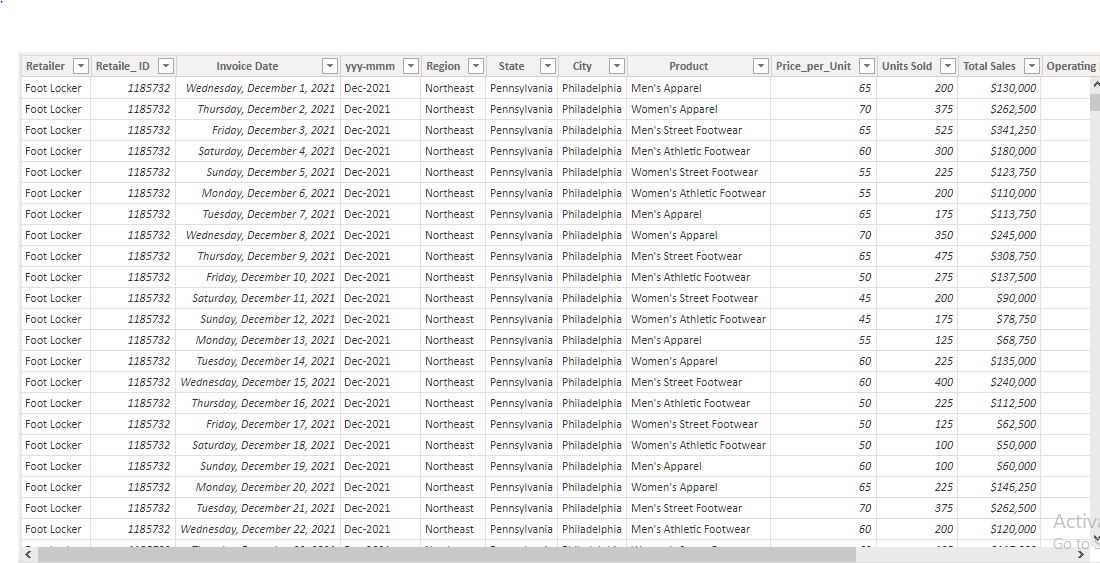 Retailer Retaile_ ID Invoice Date yyy-mmm Region State City Product Price_per_Unit Units Sold Total Sales Operating
Foot Locker 1185732 Wednesday, December 1, 2021 Dec-2021 Northeast Pennsylvania Philadelphia Men's Apparel 65 200 $130,000
Foot Locker 1185732 Thursday, December 2, 2021 Dec-2021 Northeast Pennsylvania Philadelphia Women's Apparel 70 375 $262,500
Foot Locker 1185732 Friday, December 3, 2021 Dec-2021 Northeast Pennsylvania Philadelphia Men's Street Footwear 65 525 $341,250
Foot Locker 1185732 Saturday, December 4, 2021 Dec-2021 Northeast Pennsylvania Philadelphia Men's Athletic Footwear 60 300 $180,000
Foot Locker 1185732 Sunday, December 5, 2021 Dec-2021 Northeast Pennsylvania Philadelphia Women's Street Footwear 55 225 $123,750
Foot Locker 1185732 Monday, December 6, 2021 Dec-2021 Northeast Pennsylvania Philadelphia Women's Athletic Footwear 55 200 $110,000
Foot Locker 1185732 Tuesday, December 7, 2021 Dec-2021 Northeast Pennsylvania Philadelphia Men's Apparel 65 175 $113,750
Foot Locker 1185732 Wednesday, December 8, 2021 Dec-2021 Northeast Pennsylvania Philadelphia Women's Apparel 70 350 $245,000
Foot Locker 1185732 Thursday, December 9, 2021 Dec-2021 Northeast Pennsylvania Philadelphia Men's Street Footwear 65 475 $308,750
Foot Locker 1185732 Friday, December 10, 2021 Dec-2021 Northeast Pennsylvania Philadelphia Men's Athletic Footwear 50 275 $137,500
Foot Locker 1185732 Saturday, December 11, 2021 Dec-2021 Northeast Pennsylvania Philadelphia Women's Street Footwear 45 200 $90,000
Foot Locker 1185732 Sunday, December 12, 2021 Dec-2021 Northeast Pennsylvania Philadelphia Women's Athletic Footwear 45 175 $78,750
Foot Locker 1185732 Monday, December 13, 2021 Dec-2021 Northeast Pennsylvania Philadelphia Men's Apparel 55 125 $68,750
Foot Locker 1185732 Tuesday, December 14, 2021 Dec-2021 Northeast Pennsylvania Philadelphia Women's Apparel 60 225 $135,000
Foot Locker 1185732 Wednesday, December 15, 2021 Dec-2021 Northeast Pennsylvania Philadelphia Men's Street Footwear 60 400 $240,000
Foot Locker 1185732 Thursday, December 16, 2021 Dec-2021 Northeast Pennsylvania Philadelphia Men's Athletic Footwear 50 225 $112,500
Foot Locker 1185732 Friday, December 17, 2021 Dec-2021 Northeast Pennsylvania Philadelphia Women's Street Footwear 50 125 $62,500
Foot Locker 1185732 Saturday, December 18, 2021 Dec-2021 Northeast Pennsylvania Philadelphia Women's Athletic Footwear 50 100 $50,000
Foot Locker 1185732 Sunday, December 19, 2021 Dec-2021 Northeast Pennsylvania Philadelphia Men's Apparel 60 100 $60,000
Foot Locker 1185732 Monday, December 20, 2021 Dec-2021 Northeast Pennsylvania Philadelphia Women's Apparel 65 225 $146,250
Foot Locker 1185732 Tuesday, December 21, 2021 Dec-2021 Northeast Pennsylvania Philadelphia Men's Street Footwear 70 375 $262,500
Foot Locker 1185732 Wednesday, December 22, 2021 Dec-2021 Northeast Pennsylvania Philadelphia Men's Athletic Footwear 60 200 $120,000
Activa
Go to S